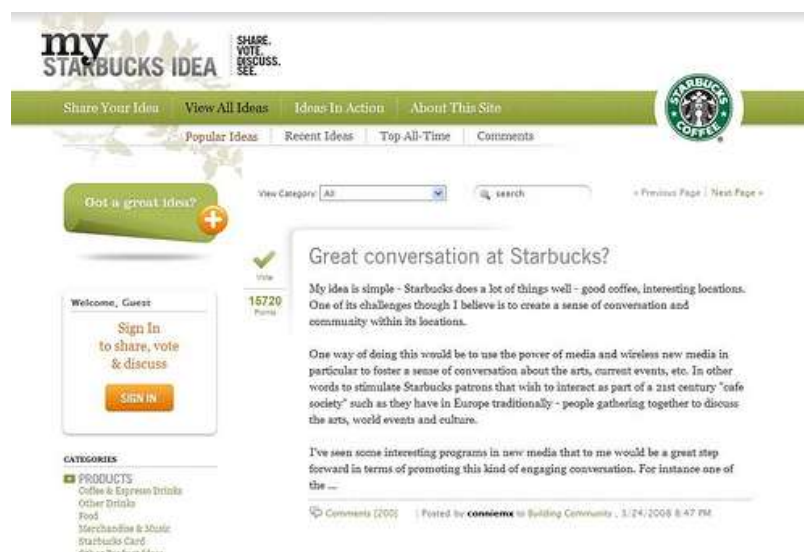 my
STARBUCKS IDEA
SHARE.
VOTE.
DISCUSS.
SEE.
Share Your Idea View All Ideas Ideas In Action About This Site
STARBUCKS
COFFEE
Popular Ideas Recent Ideas Top All-Time Comments
Got a great idea?
View Category: All search « Previous Page | Next Page »
Vote
15720
Points
Great conversation at Starbucks?
My idea is simple - Starbucks does a lot of things well - good coffee, interesting locations.
One of its challenges though I believe is to create a sense of conversation and
community within its locations.
One way of doing this would be to use the power of media and wireless new media in
particular to foster a sense of conversation about the arts, current events, etc. In other
words to stimulate Starbucks patrons that wish to interact as part of a 21st century "cafe
society" such as they have in Europe traditionally - people gathering together to discuss
the arts, world events and culture.
I've seen some interesting programs in new media that to me would be a great step
forward in terms of promoting this kind of engaging conversation. For instance one of
the ...
Comments [200] | Posted by conniemx to Building Community , 3/24/2008 8:47 PM
Welcome, Guest
Sign In
to share, vote
& discuss
SIGN IN
CATEGORIES
PRODUCTS
Coffee & Espresso Drinks
Other Drinks
Food
Merchandise & Music
Starbucks Card
Other Product Ideas